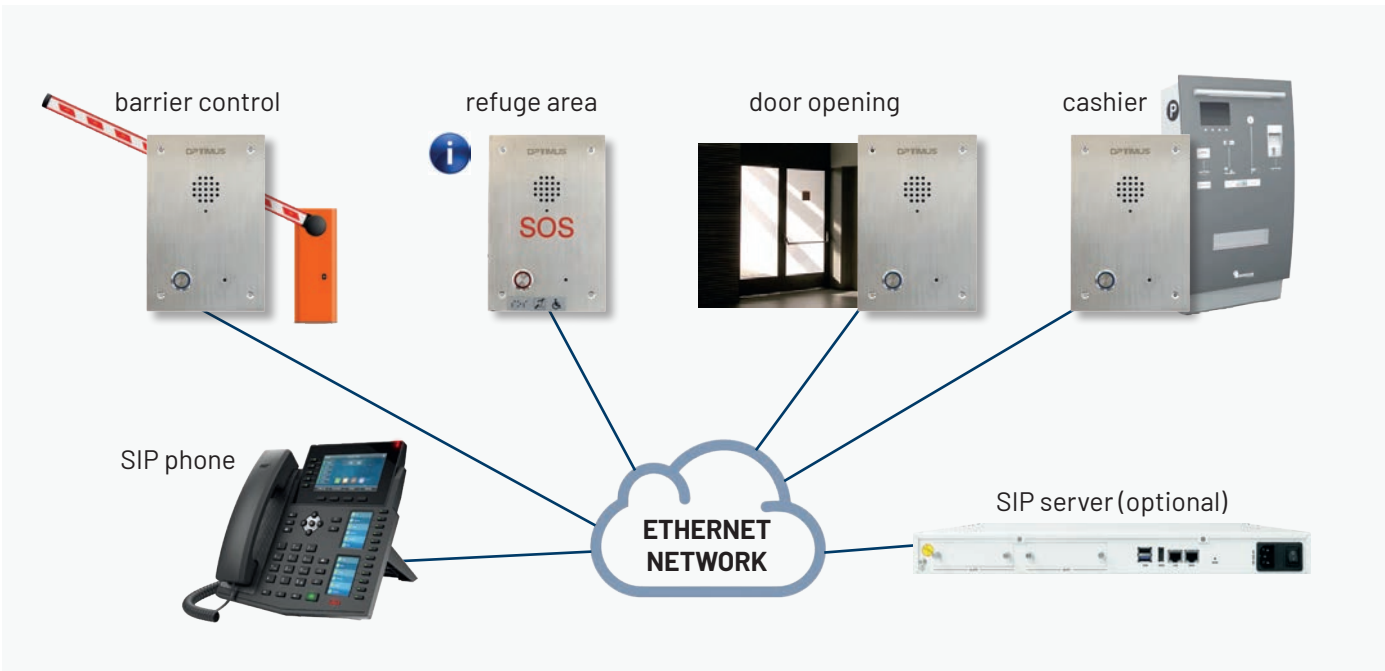 barrier control
refuge area
door opening
cashier
OPTIMUS
i
OPTIMUS
SOS
OPTIMUS
OPTIMUS
P
SIP phone
ETHERNET
NETWORK
SIP server (optional)